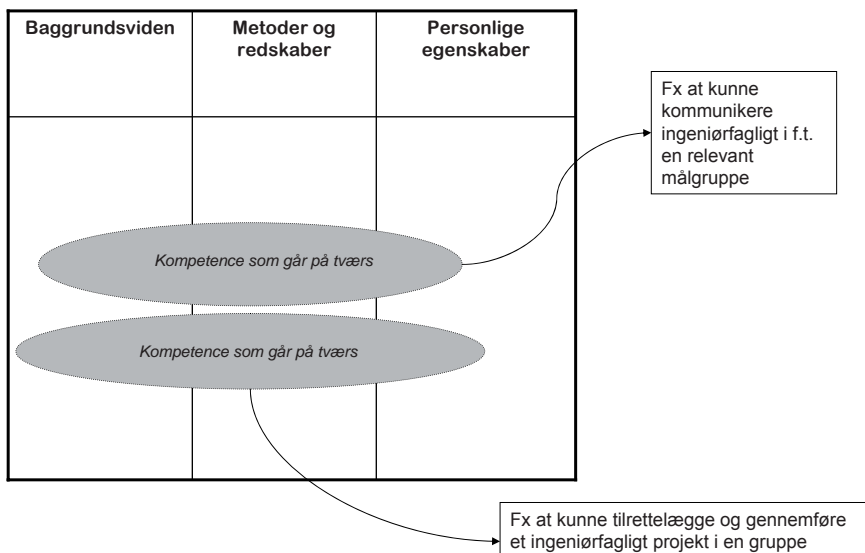 Baggrundsviden
Metoder og
redskaber
Personlige
egenskaber
Fx at kunne
kommunikere
ingeniørfagligt i f.t.
en relevant
målgruppe
Kompetence som går på tværs
Kompetence som går på tværs
Fx at kunne tilrettelægge og gennemføre
et ingeniørfagligt projekt i en gruppe